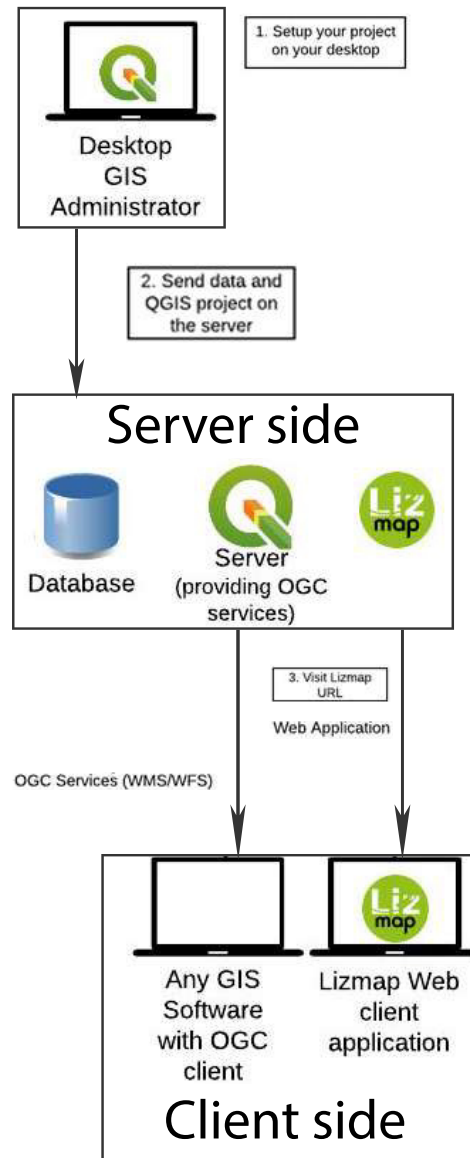 1. Setup your project
on your desktop
Desktop
GIS
Administrator
2. Send data and
QGIS project on
the server
Server side
Database
Server
(providing OGC
services)
Liz
map
3. Visit Lizmap
URL
Web Application
OGC Services (WMS/WFS)
Liz
map
Any GIS
Software
with OGC
client
Lizmap Web
client
application
Client side